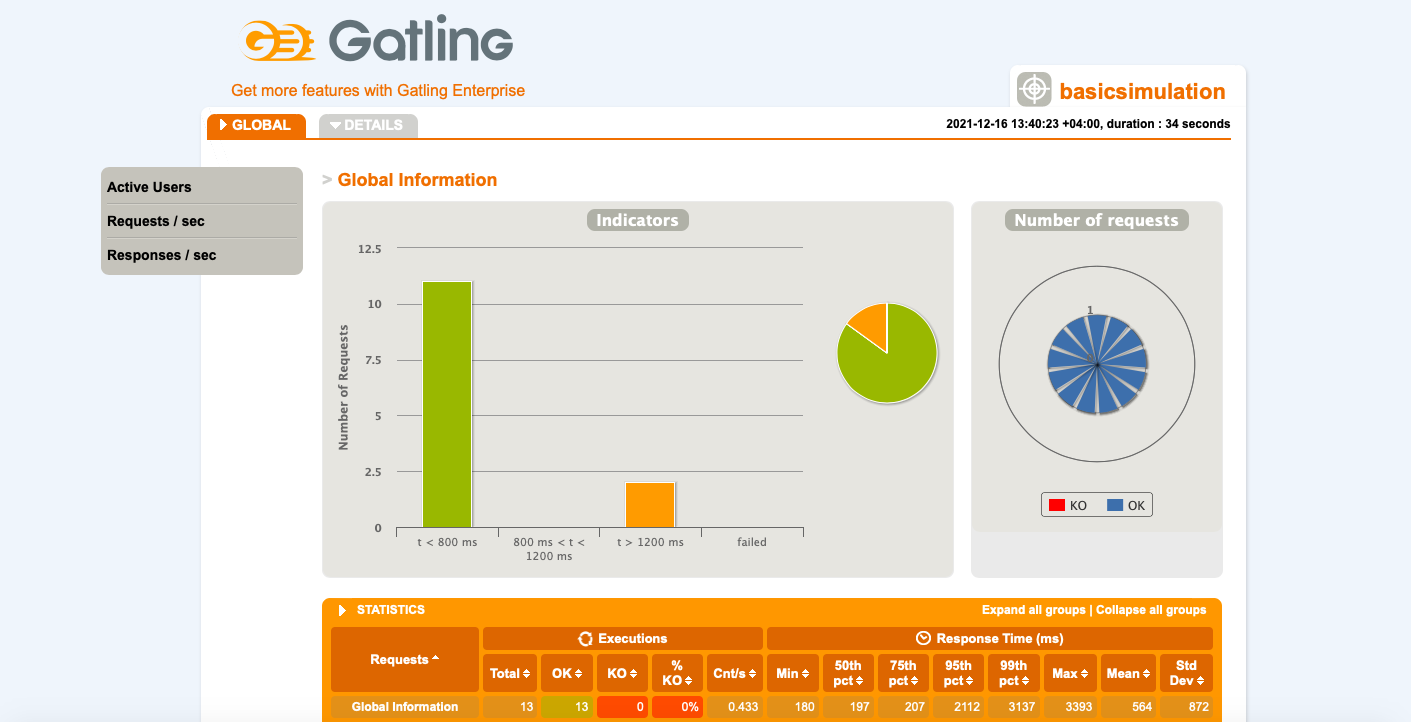 Gatling
Get more features with Gatling Enterprise
basicsimulation
GLOBAL
DETAILS
2021-12-16 13:40:23 +04:00, duration : 34 seconds
Active Users
Requests / sec
Responses / sec
> Global Information
Indicators
12.5
10
7.5
5
2.5
0
Number of Requests
t < 800 ms
800 ms < t <
1200 ms
t > 1200 ms
failed
Number of requests
1
KO
OK
STATISTICS
Expand all groups | Collapse all groups
Requests
Executions
Response Time (ms)
Total
OK
KO
%
KO
Cnt/s
Min
50th
pct
75th
pct
95th
pct
99th
pct
Max
Mean
Std
Dev
Global Information 13 13 0 0% 0.433 180 197 207 2112 3137 3393 564 872